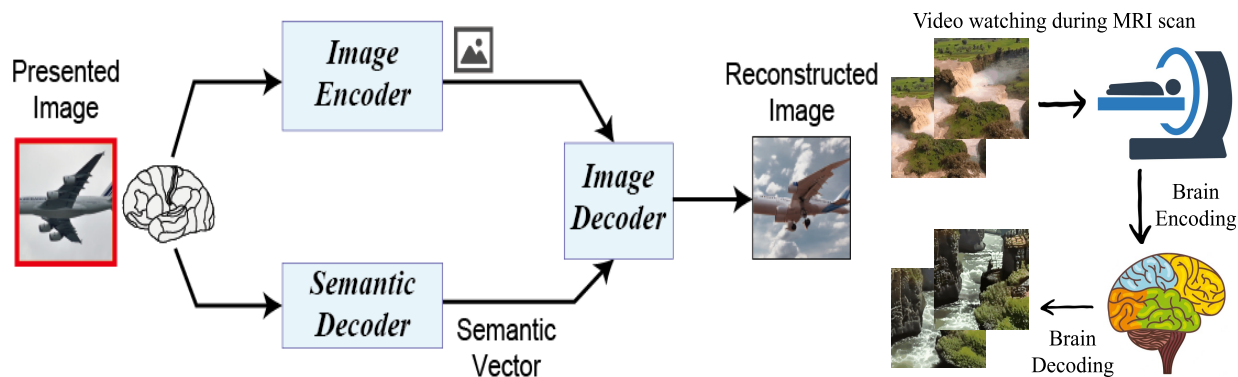 Presented
Image
Image
Encoder
Semantic
Decoder
Semantic
Vector
Image
Decoder
Reconstructed
Image
Video watching during MRI scan
Brain
Encoding
Brain
Decoding